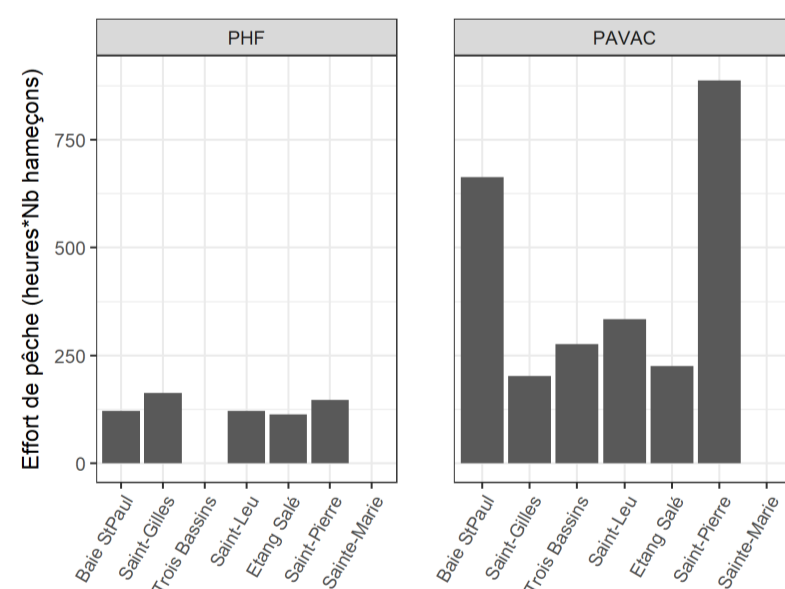 PHF
PAVAC
Effort de pêche (heures*Nb hameçons)
750
500
250
0
Baie StPaul
Saint-Gilles
Trois Bassins
Saint-Leu
Etang Salé
Saint-Pierre
Sainte-Marie
Baie StPaul
Saint-Gilles
Trois Bassins
Saint-Leu
Etang Salé
Saint-Pierre
Sainte-Marie